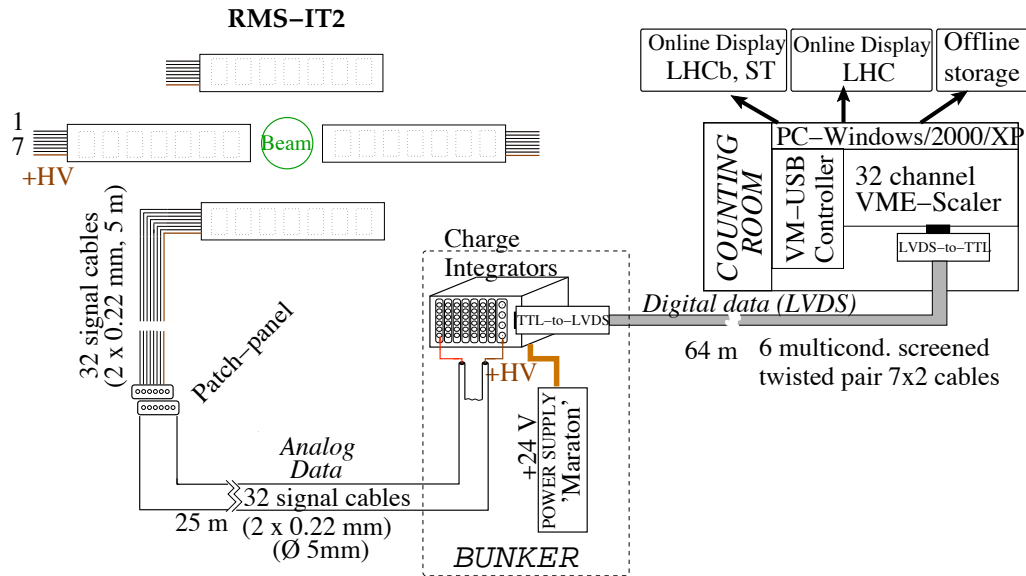 RMS−IT2
Online Display
LHCb, ST
Online Display
LHC
Offline
storage
1
7
+HV
Beam
COUNTING
ROOM
PC−Windows/2000/XP
VM−USB
Controller
32 channel
VME−Scaler
LVDS−to−TTL
32 signal cables
(2 x 0.22 mm, 5 m)
Patch−panel
Charge
Integrators
TTL−to−LVDS
+HV
Digital data (LVDS)
64 m
6 multicond. screened
twisted pair 7x2 cables
+24 V
POWER SUPPLY
'Maraton'
Analog
Data
32 signal cables
25 m
(2 x 0.22 mm)
(Ø 5mm)
BUNKER